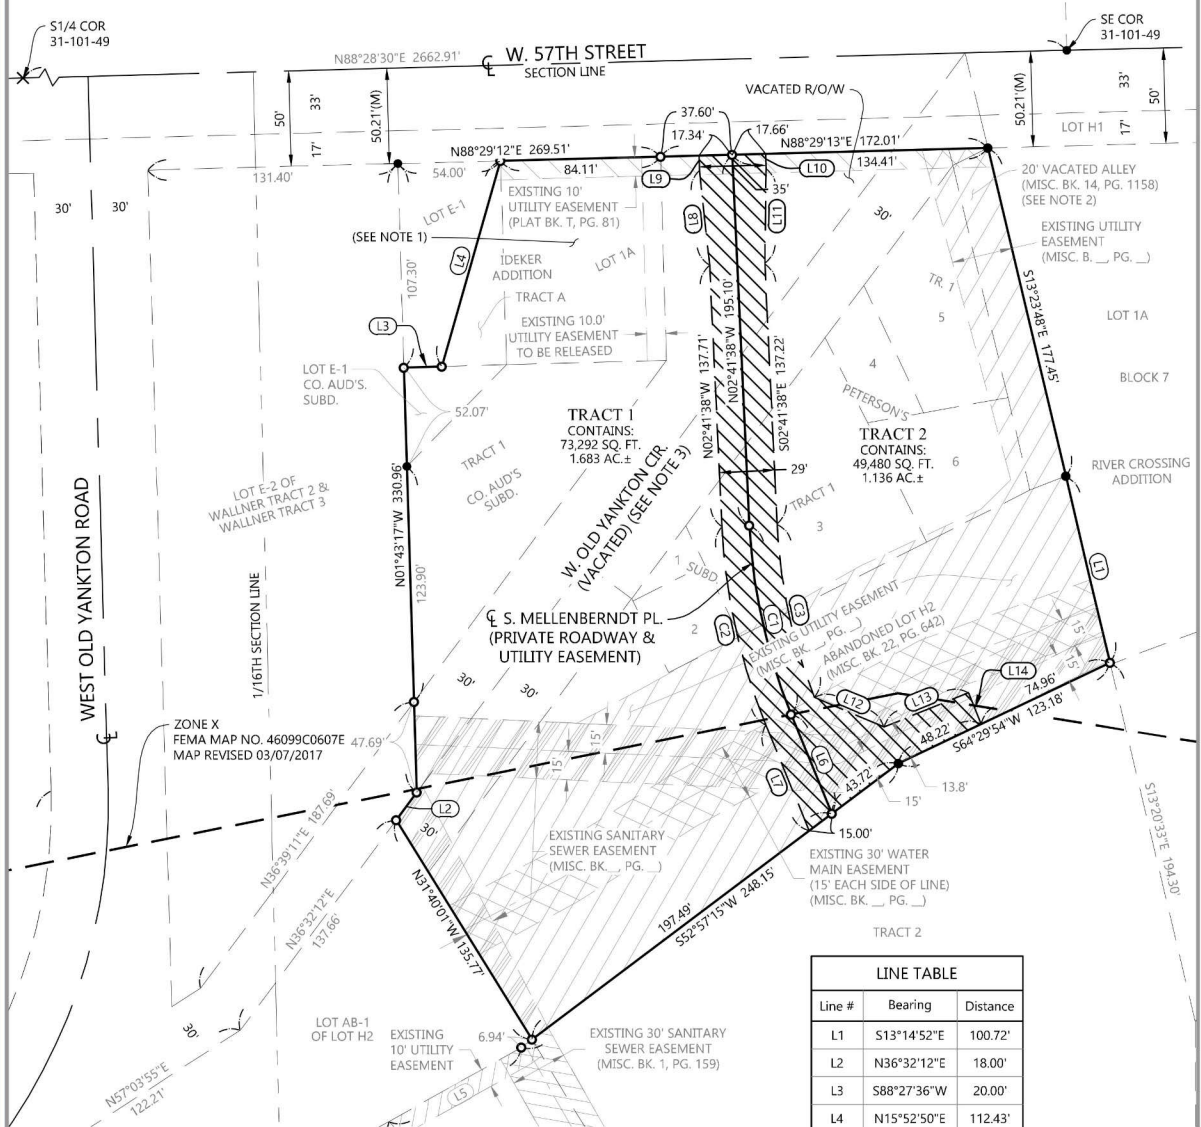 S1/4 COR
31-101-49
SE COR
31-101-49
N88°28'30"E 2662.91'
W. 57TH STREET
SECTION LINE
VACATED R/O/W
50'
33'
17'
50.21'(M)
50.21'(M)
33'
50'
17'
LOT H1
37.60'
17.34'
17.66'
N88°29'12"E 269.51'
N88°29'13"E 172.01'
131.40'
54.00'
84.11'
L9
L10
134.41'
35'
20' VACATED ALLEY
(MISC. BK. 14, PG. 1158)
(SEE NOTE 2)
30'
30'
LOT E-1
EXISTING 10'
UTILITY EASEMENT
(PLAT BK. T, PG. 81)
L8
L11
30'
EXISTING UTILITY
EASEMENT
(MISC. B. __, PG. __)
(SEE NOTE 1)
L4
IDEKER
ADDITION
LOT 1A
107.30'
TRACT A
TR. 1
5
S13°23'48"E 177.45'
LOT 1A
L3
EXISTING 10.0'
UTILITY EASEMENT
TO BE RELEASED
N02°41'38"W 137.71'
N02°41'38"W 195.10'
S02°41'38"E 137.22'
4
LOT E-1
CO. AUD'S.
SUBD.
BLOCK 7
52.07'
PETERSON'S
TRACT 1
CONTAINS:
73,292 SQ. FT.
1.683 AC.±
TRACT 2
CONTAINS:
49,480 SQ. FT.
1.136 AC.±
TRACT 1
CO. AUD'S
SUBD.
29'
6
RIVER CROSSING
ADDITION
LOT E-2 OF
WALLNER TRACT 2 &
WALLNER TRACT 3
N01°43'17"W 330.96'
W. OLD YANKTON CIR.
(VACATED) (SEE NOTE 3)
TRACT 1
3
WEST OLD YANKTON ROAD
1/16TH SECTION LINE
123.90'
1
SUBD.
L1
℄ S. MELLENBERNDT PL.
(PRIVATE ROADWAY &
UTILITY EASEMENT)
2
C2
C1
C3
EXISTING UTILITY EASEMENT
(MISC. BK. __, PG. __)
ABANDONED LOT H2
(MISC. BK. 22, PG. 642)
15'
15'
30'
30'
L14
74.96'
L12
L13
S64°29'54"W 123.18'
48.22'
ZONE X
FEMA MAP NO. 46099C0607E
MAP REVISED 03/07/2017
47.69'
15'
15'
L6
L7
43.72'
13.8'
15'
L2
30'
15.00'
N36°39'11"E 187.69'
N36°32'12"E
137.66'
EXISTING SANITARY
SEWER EASEMENT
(MISC. BK. __, PG. __)
EXISTING 30' WATER
MAIN EASEMENT
(15' EACH SIDE OF LINE)
(MISC. BK. __, PG. __)
S13°20'33"E 194.30'
N31°40'01"W 135.77'
197.49'
S52°57'15"W 248.15'
TRACT 2
30'
LOT AB-1
OF LOT H2
EXISTING
10' UTILITY
EASEMENT
6.94'
EXISTING 30' SANITARY
SEWER EASEMENT
(MISC. BK. 1, PG. 159)
L5
N57°03'55"E
122.21'
LINE TABLE
Line # Bearing Distance
L1 S13°14'52"E 100.72'
L2 N36°32'12"E 18.00'
L3 S88°27'36"W 20.00'
L4 N15°52'50"E 112.43'